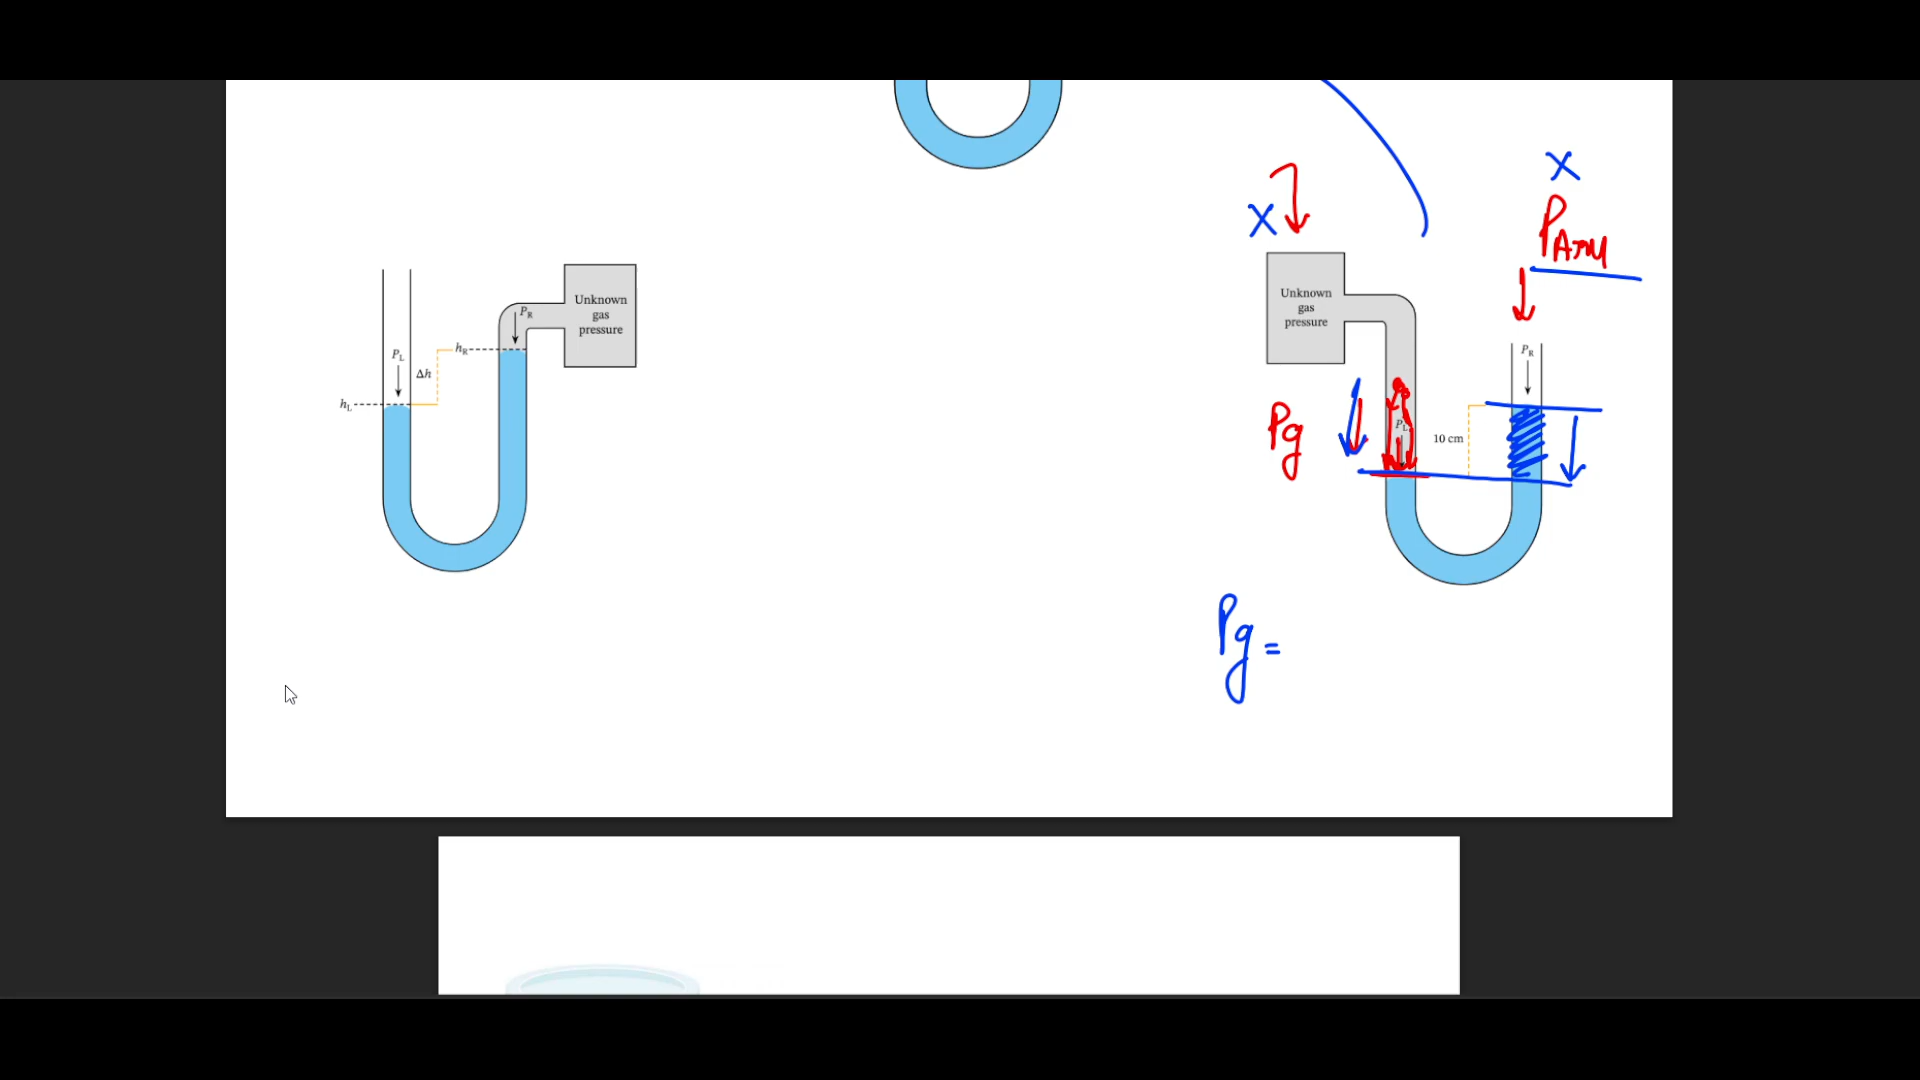 P_L
Δh
h_L
h_R
P_R
Unknown
gas
pressure
x
x
P_ATM
Unknown
gas
pressure
Pg
P_L
10 cm
P_R
Pg =